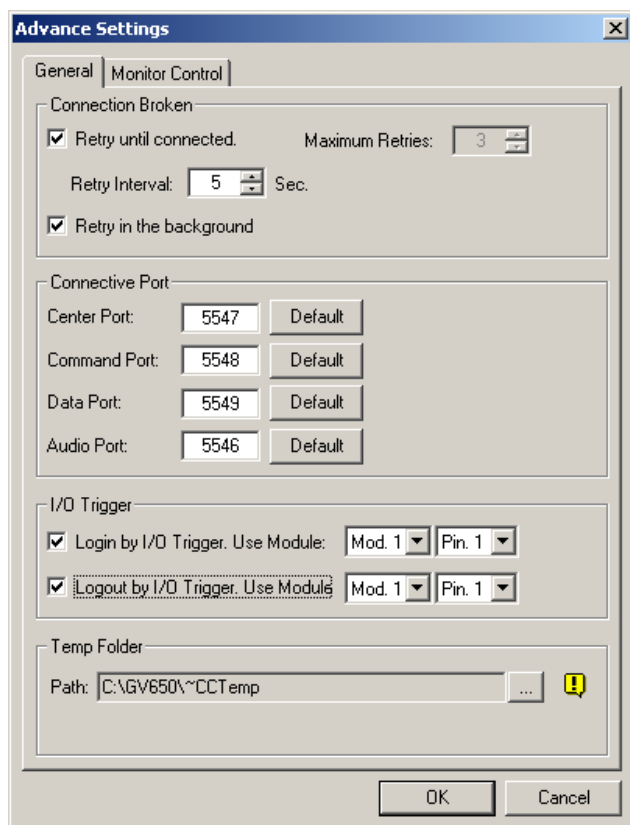 Advance Settings
General Monitor Control
Connection Broken
Retry until connected. Maximum Retries: 3
Retry Interval: 5 Sec.
Retry in the background
Connective Port
Center Port: 5547 Default
Command Port: 5548 Default
Data Port: 5549 Default
Audio Port: 5546 Default
I/O Trigger
Login by I/O Trigger. Use Module: Mod. 1 Pin. 1
Logout by I/O Trigger. Use Module Mod. 1 Pin. 1
Temp Folder
Path: C:\GV650\~CCTemp ...
OK Cancel